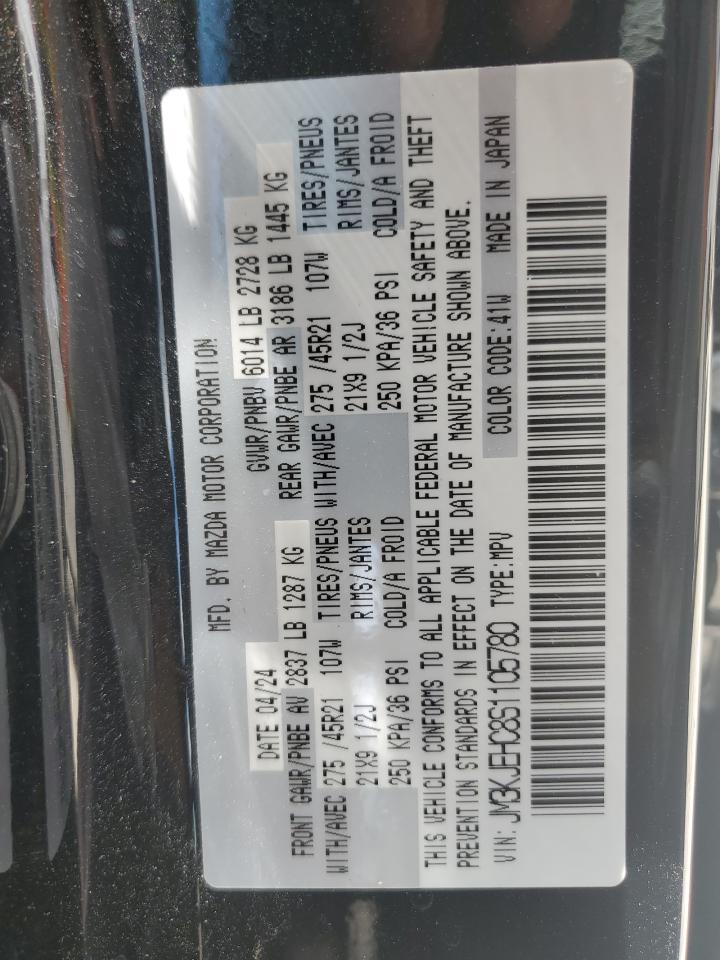 MFD. BY MAZDA MOTOR CORPORATION
DATE 04/24 GVWR/PNBV 6014 LB 2728 KG
FRONT GAWR/PNBE AV 2837 LB 1287 KG REAR GAWR/PNBE AR 3186 LB 1445 KG
WITH/AVEC 275 /45R21 107W TIRES/PNEUS WITH/AVEC 275 /45R21 107W TIRES/PNEUS
21X9 1/2J RIMS/JANTES 21X9 1/2J RIMS/JANTES
250 KPA/36 PSI COLD/A FROID 250 KPA/36 PSI COLD/A FROID
THIS VEHICLE CONFORMS TO ALL APPLICABLE FEDERAL MOTOR VEHICLE SAFETY AND THEFT
PREVENTION STANDARDS IN EFFECT ON THE DATE OF MANUFACTURE SHOWN ABOVE.
VIN: JM3KJEHC8S1105780 TYPE:MPV COLOR CODE:41W MADE IN JAPAN